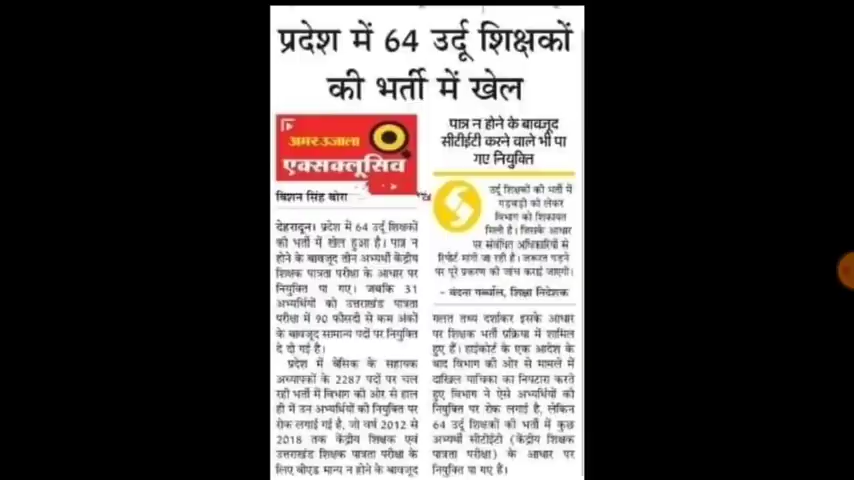 प्रदेश में 64 उर्दू शिक्षकों
की भर्ती में खेल
अमर उजाला
एक्सक्लूसिव
बिशन सिंह बोरा
देहरादून। प्रदेश में 64 उर्दू शिक्षकों
की भर्ती में खेल हुआ है। पात्र न
होने के बावजूद तीन अभ्यर्थी केंद्रीय
शिक्षक पात्रता परीक्षा के आधार पर
नियुक्ति पा गए। जबकि 31
अभ्यर्थियों को उत्तराखंड पात्रता
परीक्षा में 90 फीसदी से कम अंकों
के बावजूद सामान्य पदों पर नियुक्ति
दे दी गई है।
प्रदेश में बेसिक के सहायक
अध्यापकों के 2287 पदों पर चल
रही भर्ती में विभाग की ओर से हाल
ही में उन अभ्यर्थियों की नियुक्ति पर
रोक लगाई गई है, जो वर्ष 2012 से
2018 तक केंद्रीय शिक्षक एवं
उत्तराखंड शिक्षक पात्रता परीक्षा के
लिए बीएड मान्य न होने के बावजूद
पात्र न होने के बावजूद
सीटीईटी करने वाले भी पा
गए नियुक्ति
उर्दू शिक्षकों की भर्ती में
गड़बड़ी को लेकर
विभाग को शिकायत
मिली है। जिसके आधार
पर संबंधित अधिकारियों से
रिपोर्ट मांगी जा रही है। जरूरत पड़ने
पर पूरे प्रकरण की जांच कराई जाएगी।
- वंदना गर्ब्याल, शिक्षा निदेशक
गलत तथ्य दर्शाकर इसके आधार
पर शिक्षक भर्ती प्रक्रिया में शामिल
हुए हैं। हाईकोर्ट के एक आदेश के
बाद विभाग की ओर से मामले में
दाखिल याचिका का निपटारा करते
हुए विभाग ने ऐसे अभ्यर्थियों की
नियुक्ति पर रोक लगाई है, लेकिन
64 उर्दू शिक्षकों की भर्ती में कुछ
अभ्यर्थी सीटीईटी (केंद्रीय शिक्षक
पात्रता परीक्षा) के आधार पर
नियुक्ति पा गए हैं।